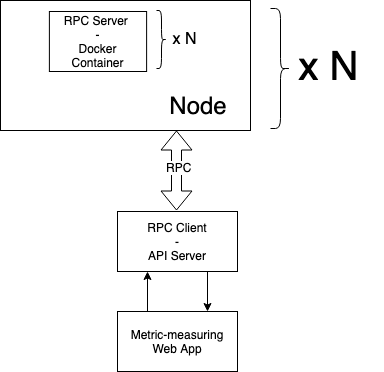 RPC Server
-
Docker
Container
x N
Node
x N
RPC
RPC Client
-
API Server
Metric-measuring
Web App